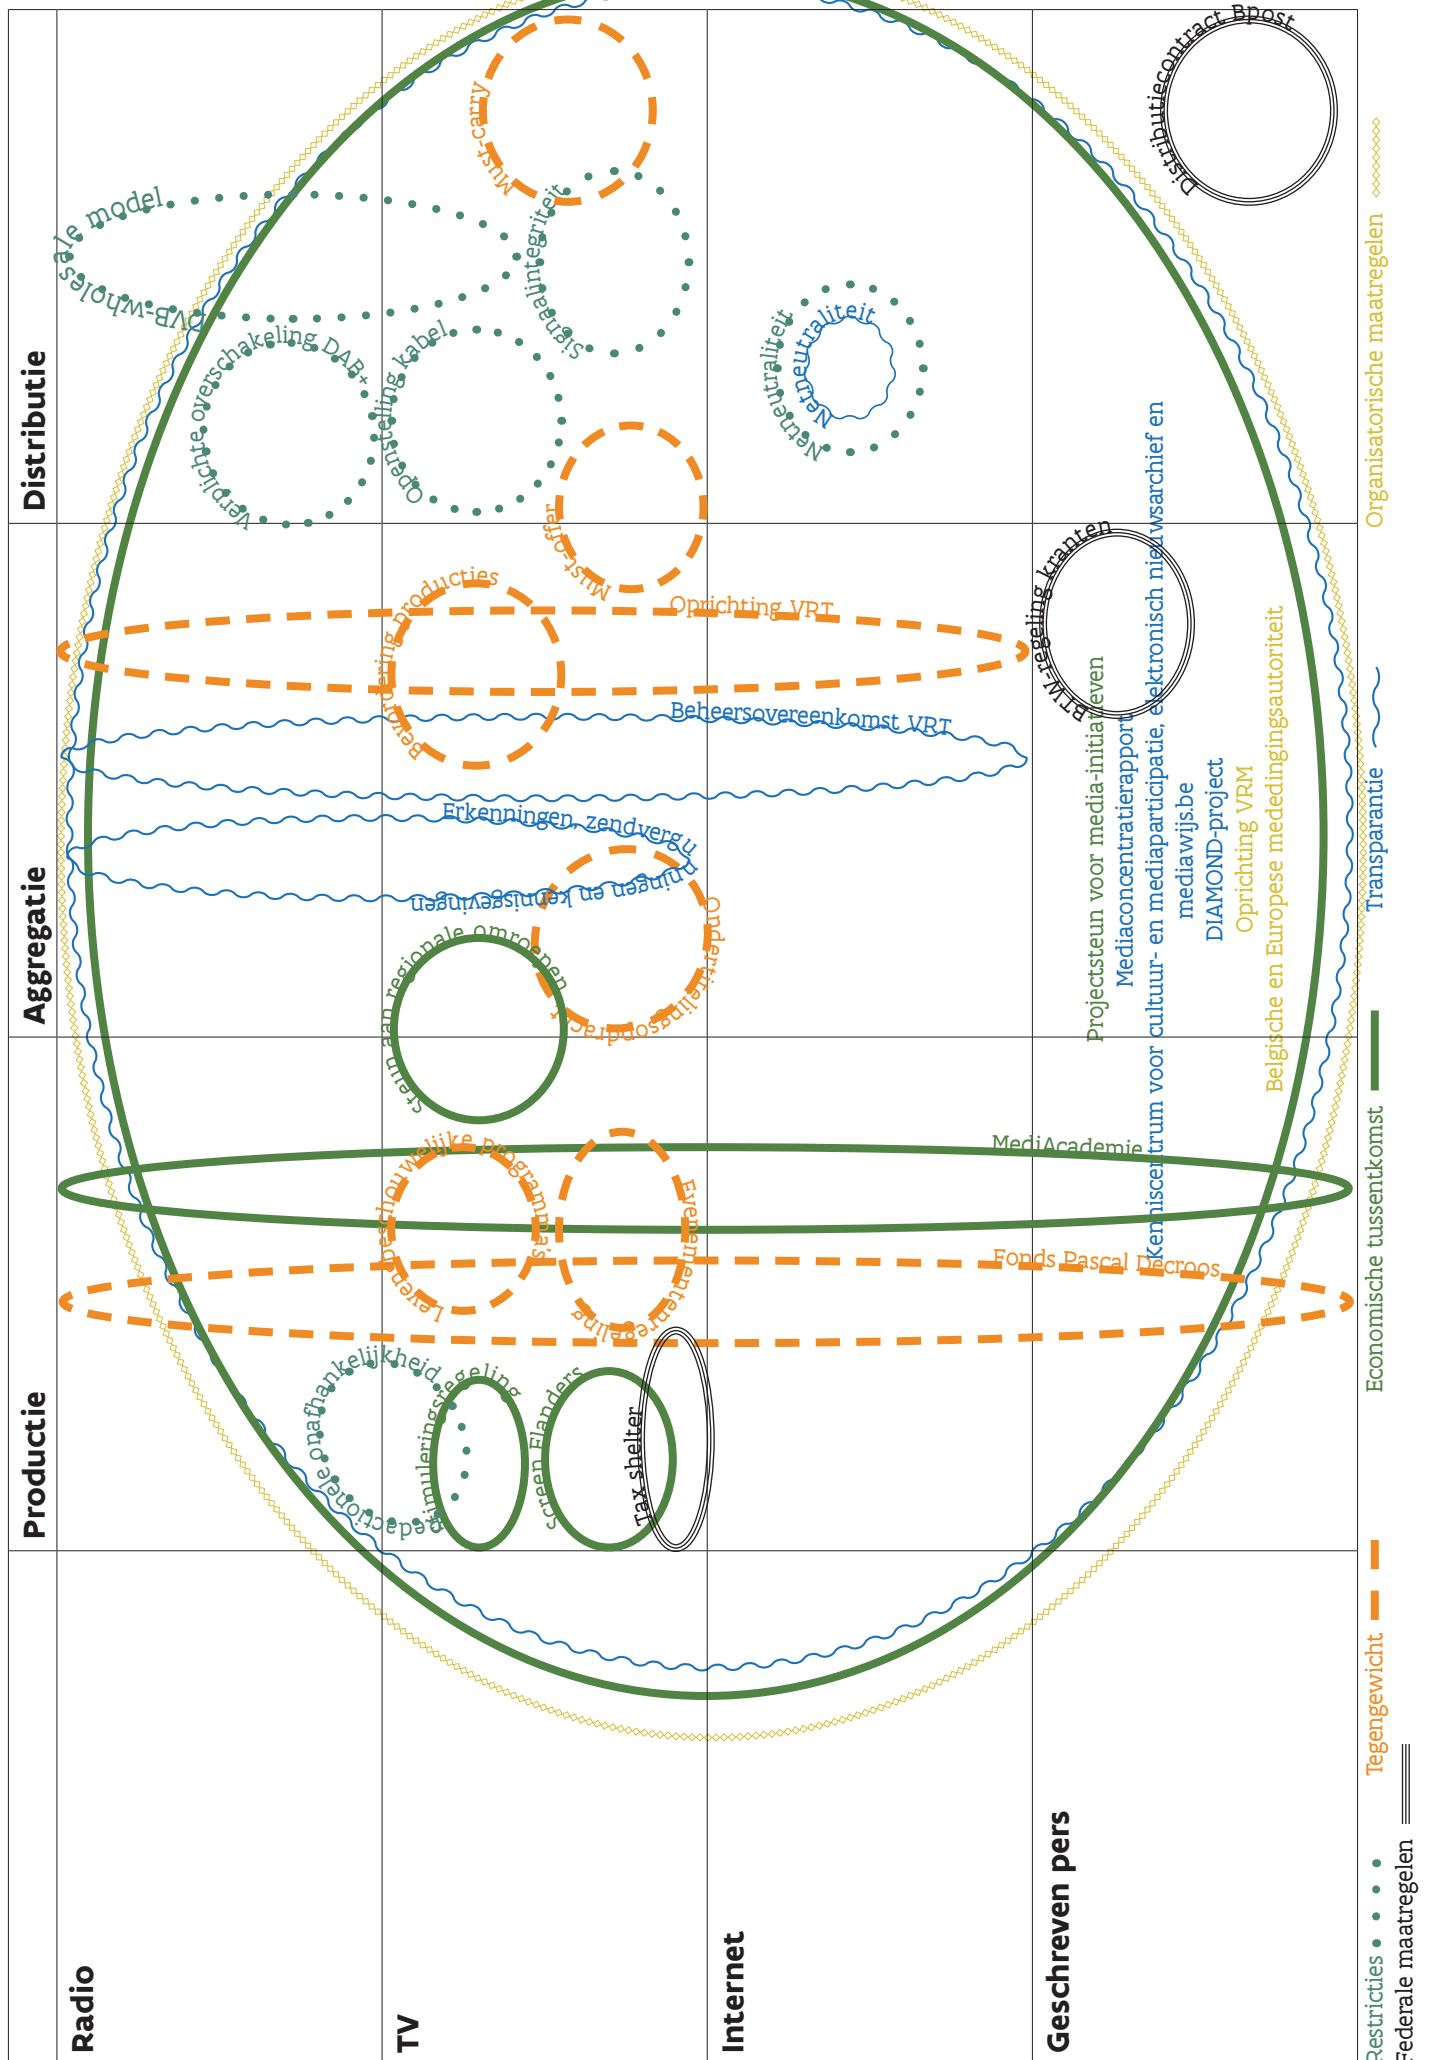 Productie
Aggregatie
Distributie
Radio
TV
Internet
Geschreven pers
DVB-wholesale model
Verplichte overschakeling DAB+
Openstelling kabel
Signaalintegriteit
Must-carry
Must-offer
Netneutraliteit
Netneutraliteit
Distributiecontract Bpost
BTW-regeling kranten
Bevordering producties
Oprichting VRT
Beheersovereenkomst VRT
Erkenningen, zendvergu
nningen en kennisgevingen
Ondertitelingsopdracht
Steun aan regionale omroepen
MediAcademie
Levensbeschouwelijke programma's
Evenementenregeling
Fonds Pascal Decroos
Redactionele onafhankelijkheid
Stimuleringsregeling
Screen Flanders
Tax shelter
Projectsteun voor media-initiatieven
Mediaconcentratierapport
Kenniscentrum voor cultuur- en mediaparticipatie, elektronisch nieuwsarchief en
mediawijs.be
DIAMOND-project
Oprichting VRM
Belgische en Europese mededingingsautoriteit
Restricties
Tegengewicht
Economische tussentkomst
Transparantie
Organisatorische maatregelen
Federale maatregelen